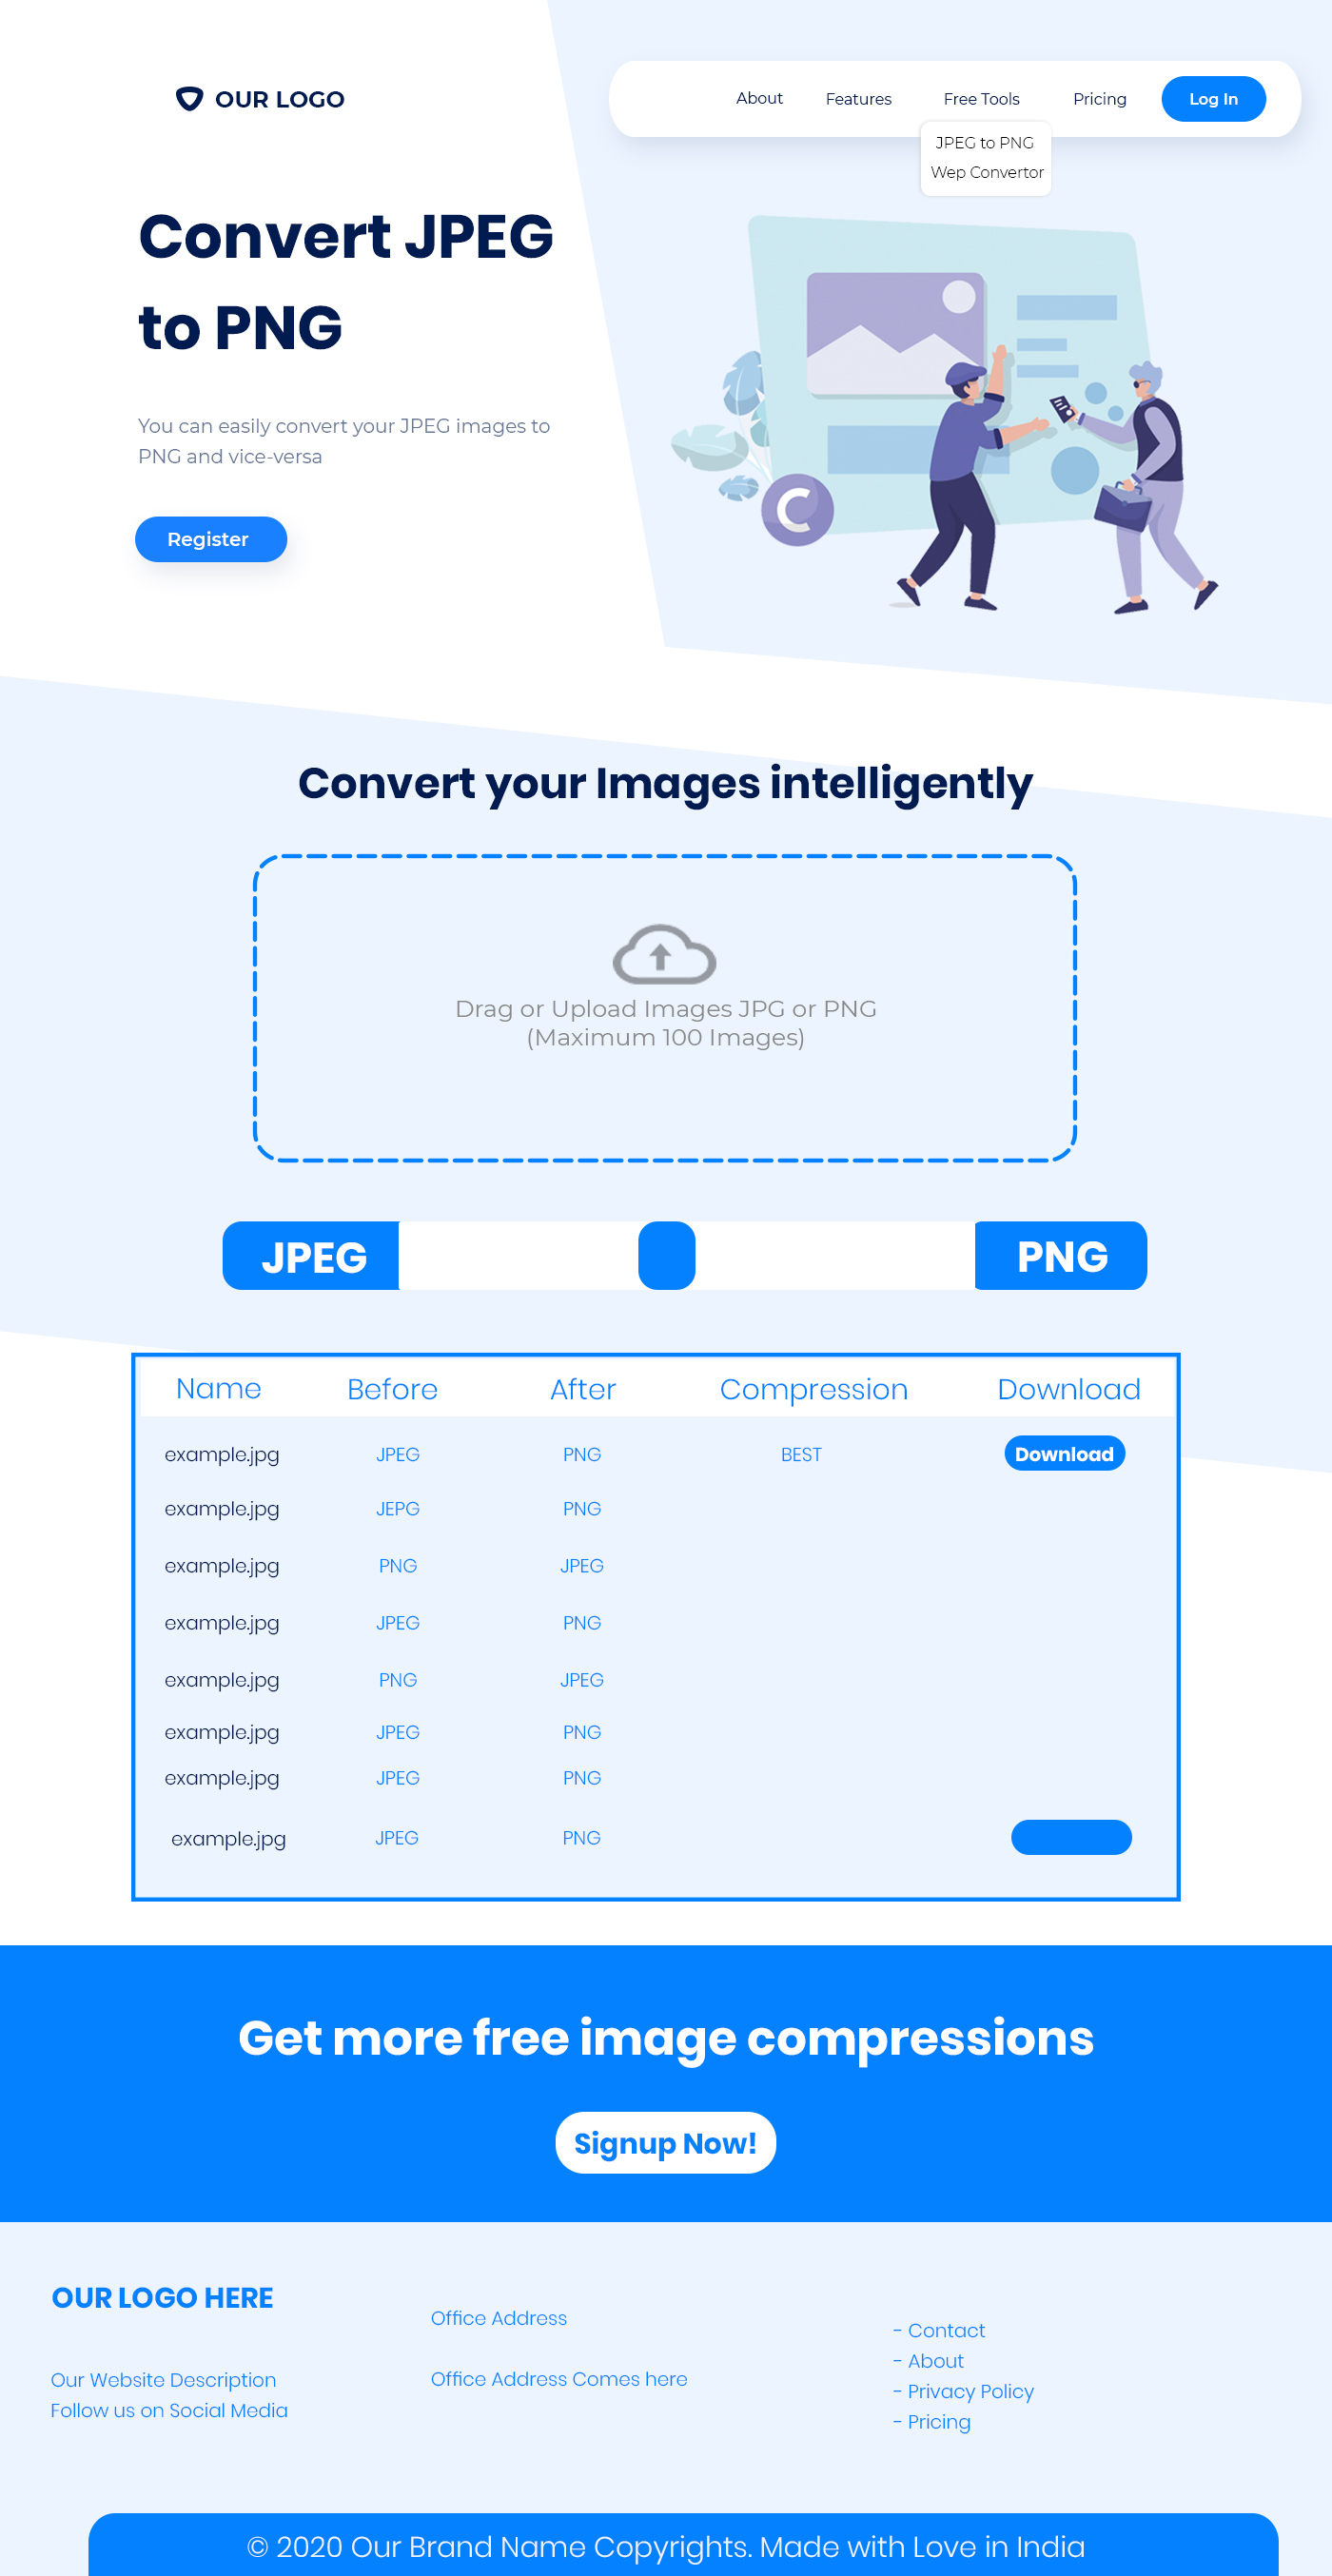 OUR LOGO
About Features Free Tools Pricing Log In
JPEG to PNG
Wep Convertor
Convert JPEG
to PNG
You can easily convert your JPEG images to
PNG and vice-versa
Register
C
Convert your Images intelligently
Drag or Upload Images JPG or PNG
(Maximum 100 Images)
JPEG PNG
Name Before After Compression Download
example.jpg JPEG PNG BEST Download
example.jpg JEPG PNG
example.jpg PNG JPEG
example.jpg JPEG PNG
example.jpg PNG JPEG
example.jpg JPEG PNG
example.jpg JPEG PNG
example.jpg JPEG PNG
Get more free image compressions
Signup Now!
OUR LOGO HERE
Our Website Description
Follow us on Social Media
Office Address
Office Address Comes here
- Contact
- About
- Privacy Policy
- Pricing
© 2020 Our Brand Name Copyrights. Made with Love in India